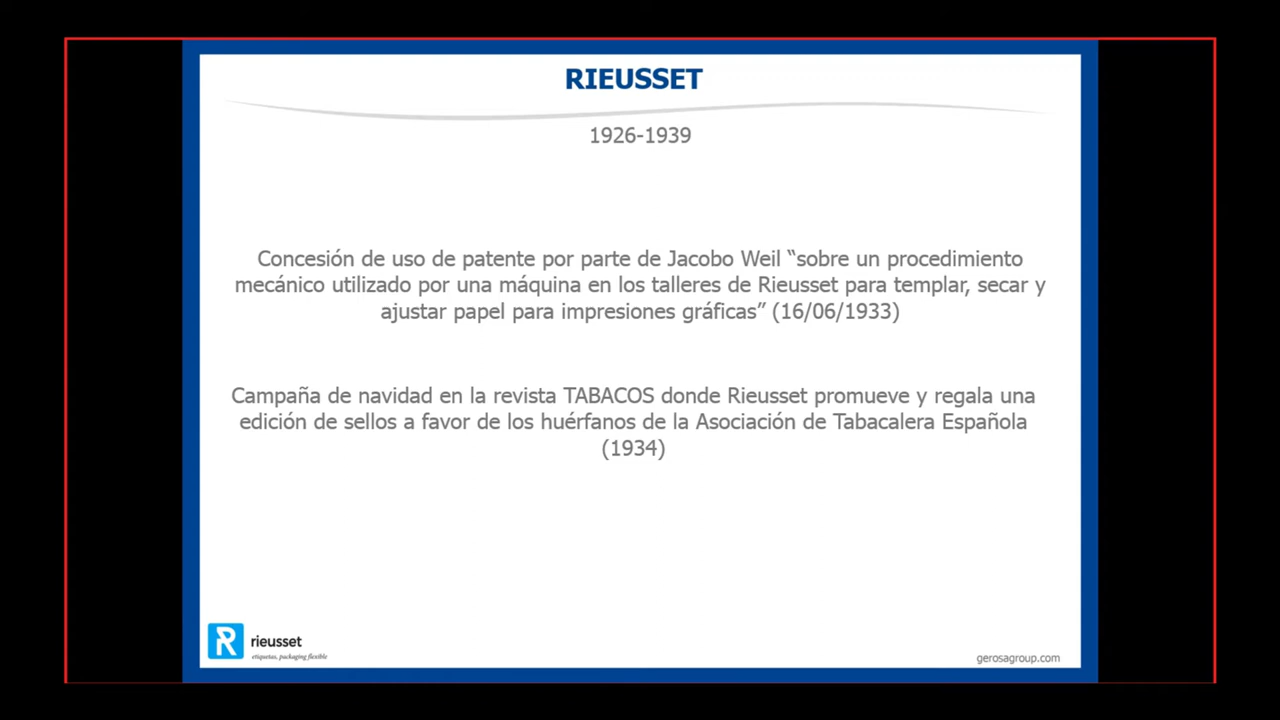 RIEUSSET
1926-1939
Concesión de uso de patente por parte de Jacobo Weil “sobre un procedimiento
mecánico utilizado por una máquina en los talleres de Rieusset para templar, secar y
ajustar papel para impresiones gráficas” (16/06/1933)
Campaña de navidad en la revista TABACOS donde Rieusset promueve y regala una
edición de sellos a favor de los huérfanos de la Asociación de Tabacalera Española
(1934)
R rieusset
etiquetas, packaging flexible
gerosagroup.com